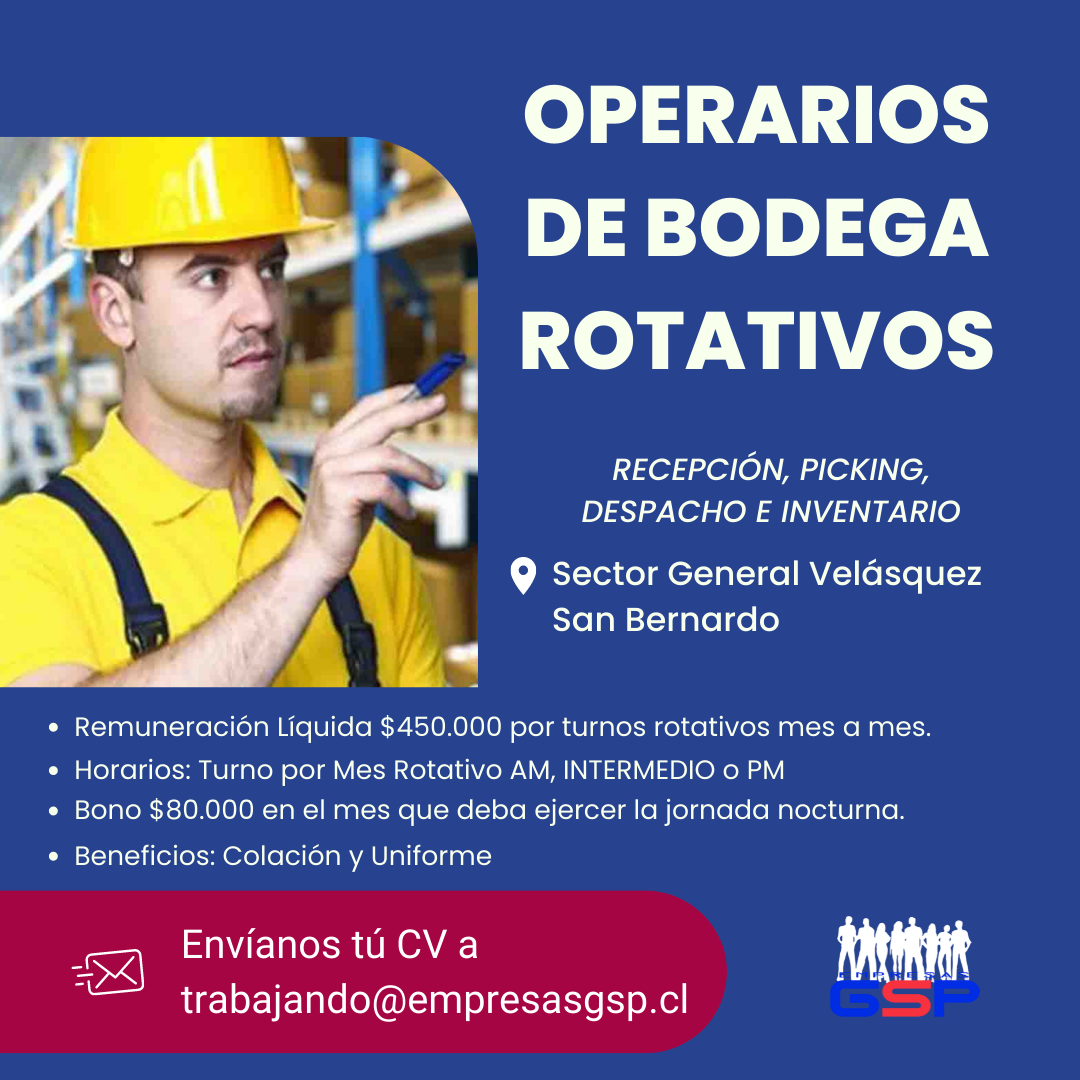 OPERARIOS
DE BODEGA
ROTATIVOS
RECEPCIÓN, PICKING,
DESPACHO E INVENTARIO
Sector General Velásquez
San Bernardo
• Remuneración Líquida $450.000 por turnos rotativos mes a mes.
• Horarios: Turno por Mes Rotativo AM, INTERMEDIO o PM
• Bono $80.000 en el mes que deba ejercer la jornada nocturna.
• Beneficios: Colación y Uniforme
Envíanos tú CV a
trabajando@empresasgsp.cl
EMPRESAS
GSP